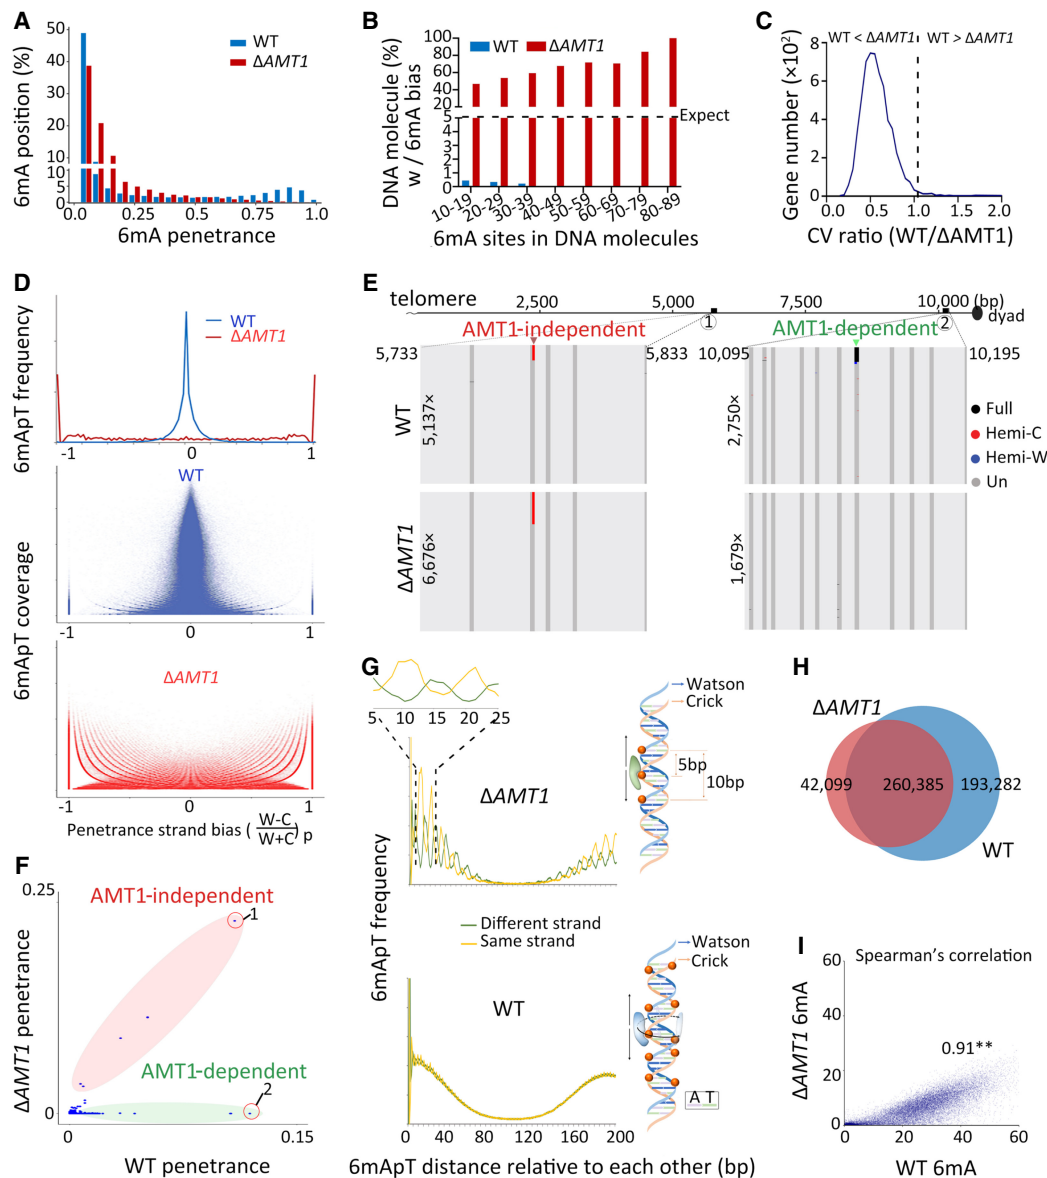 A
50
40
30
20
10
10
5
0
6mA position (%)
WT
ΔAMT1
0.0
0.25
0.5
0.75
1.0
6mA penetrance
B
WT
ΔAMT1
DNA molecule (%)
w / 6mA bias
100
80
60
40
20
5
4
3
2
1
0
Expect
10-19
20-29
30-39
40-49
50-59
60-69
70-79
80-89
6mA sites in DNA molecules
C
WT < ΔAMT1
WT > ΔAMT1
Gene number (×10²)
8
6
4
2
0
0.0
0.5
1.0
1.5
2.0
CV ratio (WT/ΔAMT1)
D
6mApT frequency
WT
ΔAMT1
-1
0
1
6mApT coverage
WT
-1
0
1
ΔAMT1
-1
0
1
Penetrance strand bias (W-C/W+C) p
E
telomere
2,500
5,000
7,500
10,000 (bp)
dyad
1
2
AMT1-independent
AMT1-dependent
5,733
5,833
10,095
10,195
WT
5,137×
2,750×
ΔAMT1
6,676×
1,679×
Full
Hemi-C
Hemi-W
Un
F
0.25
0
ΔAMT1 penetrance
AMT1-independent
1
AMT1-dependent
2
0
0.15
WT penetrance
G
5
10
15
20
25
ΔAMT1
6mApT frequency
Different strand
Same strand
WT
0
40
80
120
160
200
6mApT distance relative to each other (bp)
Watson
Crick
5bp
10bp
Watson
Crick
A T
H
ΔAMT1
42,099
260,385
193,282
WT
I
Spearman's correlation
0.91**
60
40
20
0
ΔAMT1 6mA
0
20
40
60
WT 6mA